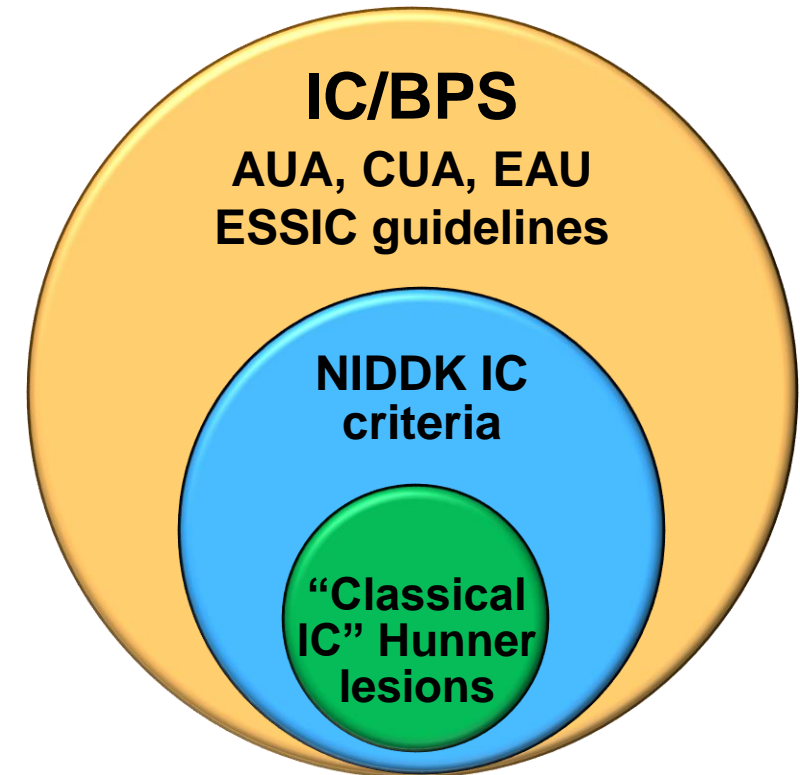 IC/BPS
AUA, CUA, EAU
ESSIC guidelines
NIDDK IC
criteria
“Classical
IC” Hunner
lesions